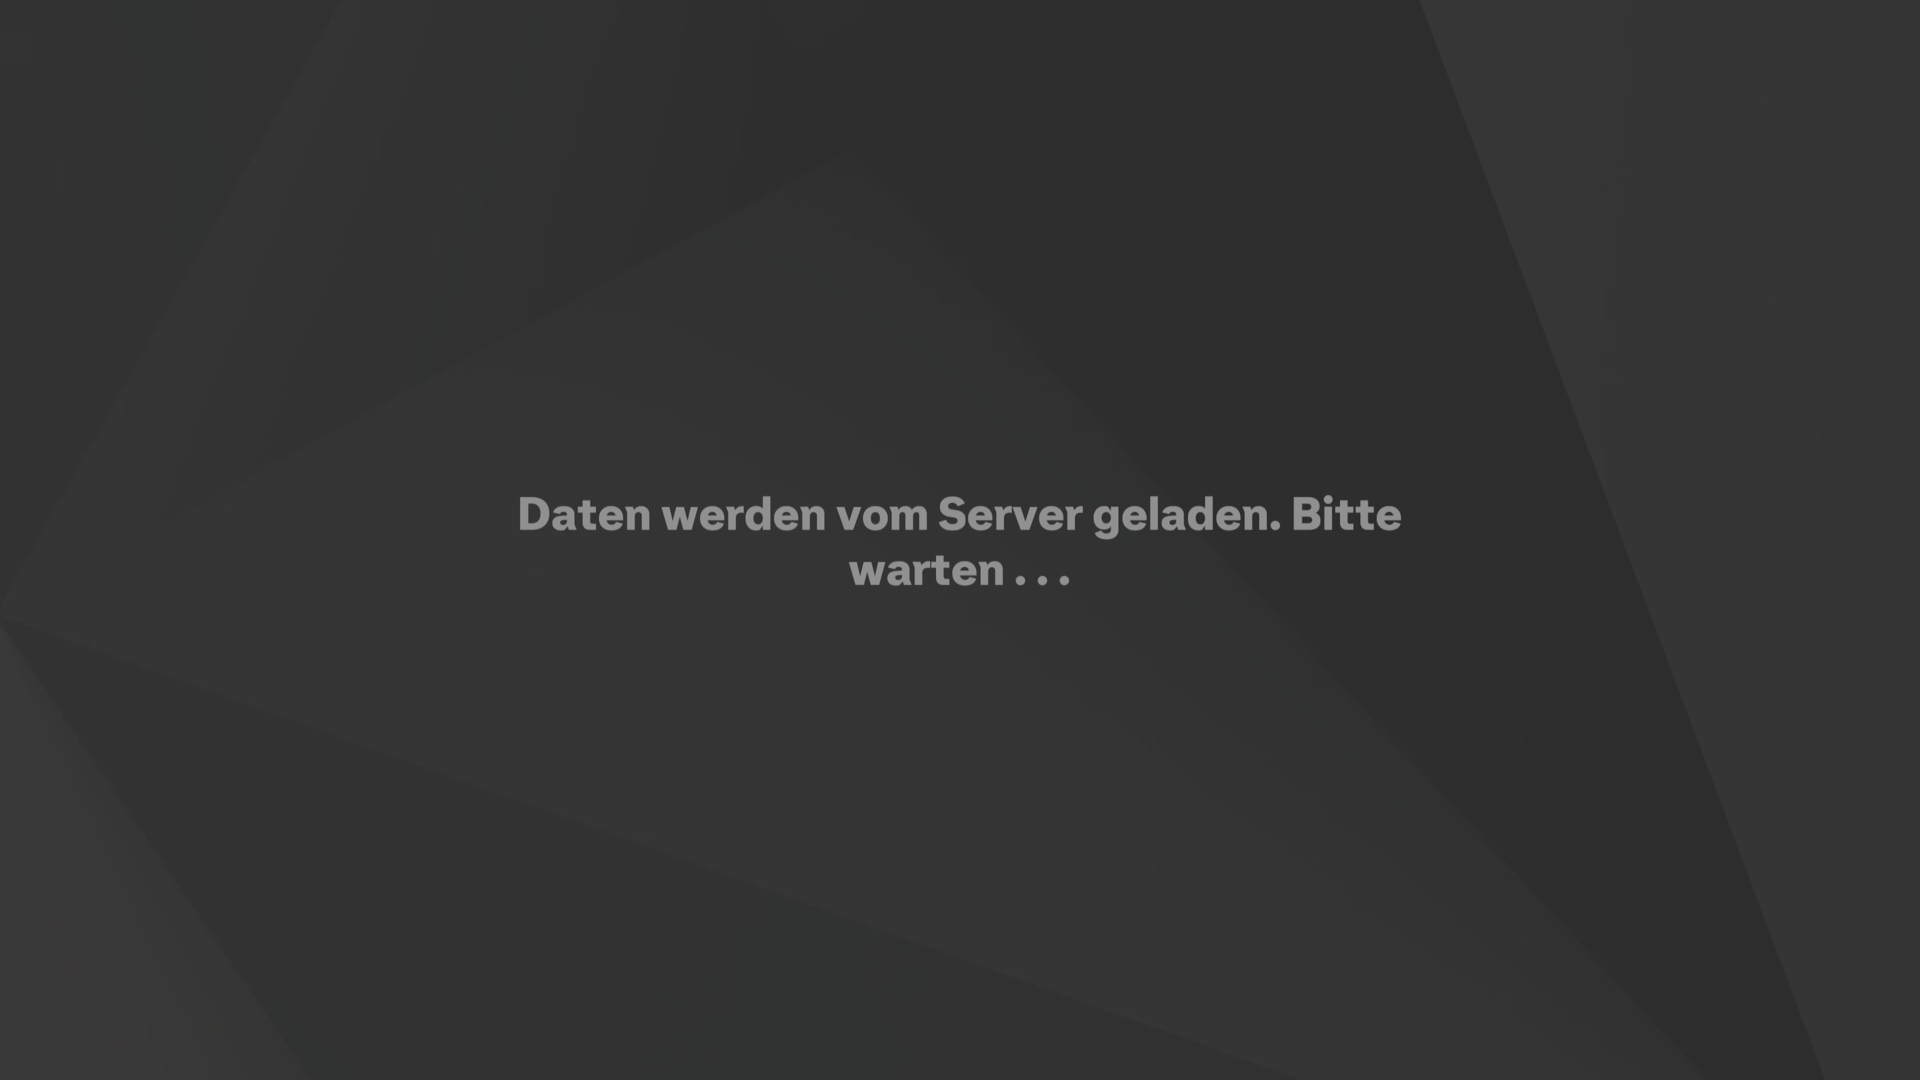 Daten werden vom Server geladen. Bitte
warten . . .